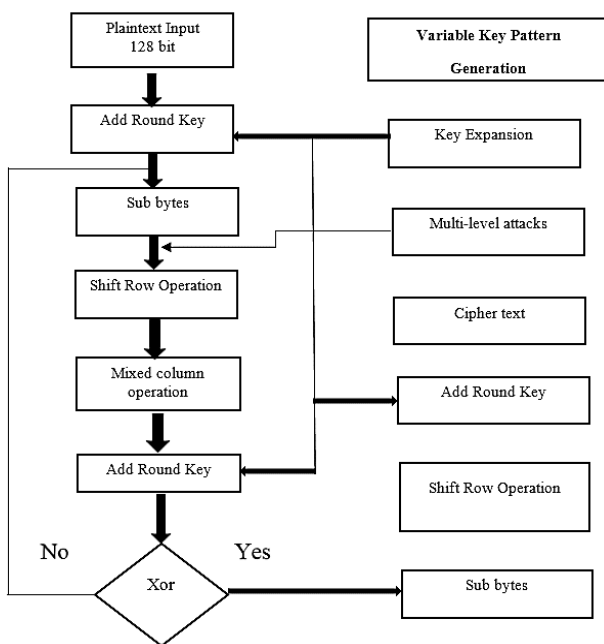 Plaintext Input
128 bit
Variable Key Pattern
Generation
Add Round Key
Key Expansion
Sub bytes
Multi-level attacks
Shift Row Operation
Cipher text
Mixed column
operation
Add Round Key
Add Round Key
Shift Row Operation
No
Yes
Xor
Sub bytes